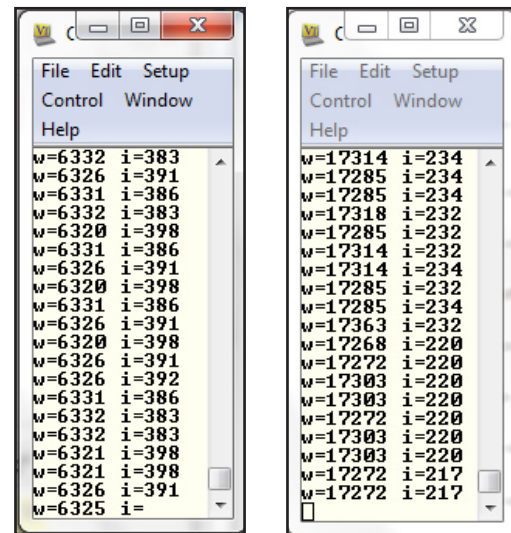 C
File Edit Setup
Control Window
Help
w=6332 i=383
w=6326 i=391
w=6331 i=386
w=6332 i=383
w=6320 i=398
w=6331 i=386
w=6326 i=391
w=6320 i=398
w=6331 i=386
w=6326 i=391
w=6320 i=398
w=6326 i=391
w=6326 i=392
w=6331 i=386
w=6332 i=383
w=6332 i=383
w=6321 i=398
w=6321 i=398
w=6326 i=391
w=6325 i=
C
File Edit Setup
Control Window
Help
w=17314 i=234
w=17285 i=234
w=17285 i=234
w=17318 i=232
w=17285 i=232
w=17314 i=232
w=17314 i=234
w=17285 i=232
w=17285 i=234
w=17363 i=232
w=17268 i=220
w=17272 i=220
w=17303 i=220
w=17272 i=220
w=17303 i=220
w=17303 i=220
w=17272 i=217
w=17272 i=217